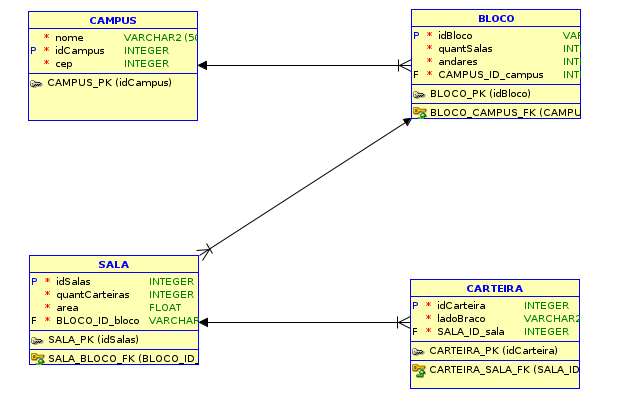 CAMPUS
* nome VARCHAR2 (50
P * idCampus INTEGER
* cep INTEGER
CAMPUS_PK (idCampus)
BLOCO
P * idBloco VAR
* quantSalas INT
* andares INT
F * CAMPUS_ID_campus INT
BLOCO_PK (idBloco)
BLOCO_CAMPUS_FK (CAMPU
SALA
P * idSalas INTEGER
* quantCarteiras INTEGER
* area FLOAT
F * BLOCO_ID_bloco VARCHAR
SALA_PK (idSalas)
SALA_BLOCO_FK (BLOCO_ID_
CARTEIRA
P * idCarteira INTEGER
* ladoBraco VARCHAR2
F * SALA_ID_sala INTEGER
CARTEIRA_PK (idCarteira)
CARTEIRA_SALA_FK (SALA_ID